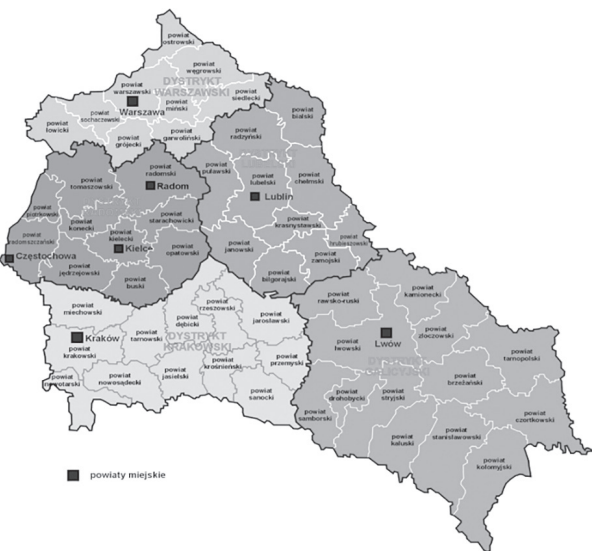 powiat
ostrowski
powiat
węgrowski
DYSTRYKT
WARSZAWSKI
powiat
warszawski
powiat
siedlecki
powiat
miński
powiat
sochaczewski
Warszawa
powiat
łowicki
powiat
grójecki
powiat
garwoliński
powiat
bialski
powiat
radzyński
powiat
puławski
powiat
lubelski
powiat
chełmski
Lublin
powiat
krasnystawski
powiat
hrubieszowski
powiat
janowski
powiat
zamojski
powiat
biłgorajski
powiat
tomaszowski
powiat
radomski
Radom
powiat
piotrkowski
powiat
konecki
powiat
starachowicki
powiat
radomszczański
powiat
kielecki
Kielce
powiat
opatowski
Częstochowa
powiat
jędrzejowski
powiat
buski
powiat
miechowski
Kraków
powiat
krakowski
powiat
tarnowski
powiat
dębicki
powiat
rzeszowski
powiat
jarosławski
DYSTRYKT
KRAKOWSKI
powiat
nowotarski
powiat
nowosądecki
powiat
jasielski
powiat
krośnieński
powiat
przemyski
powiat
sanocki
powiat
rawsko-ruski
powiat
kamionecki
Lwów
powiat
lwowski
powiat
złoczowski
powiat
tarnopolski
powiat
brzeżański
powiat
drohobycki
powiat
stryjski
powiat
samborski
powiat
czortkowski
powiat
kałuski
powiat
stanisławowski
powiat
kołomyjski
powiaty miejskie